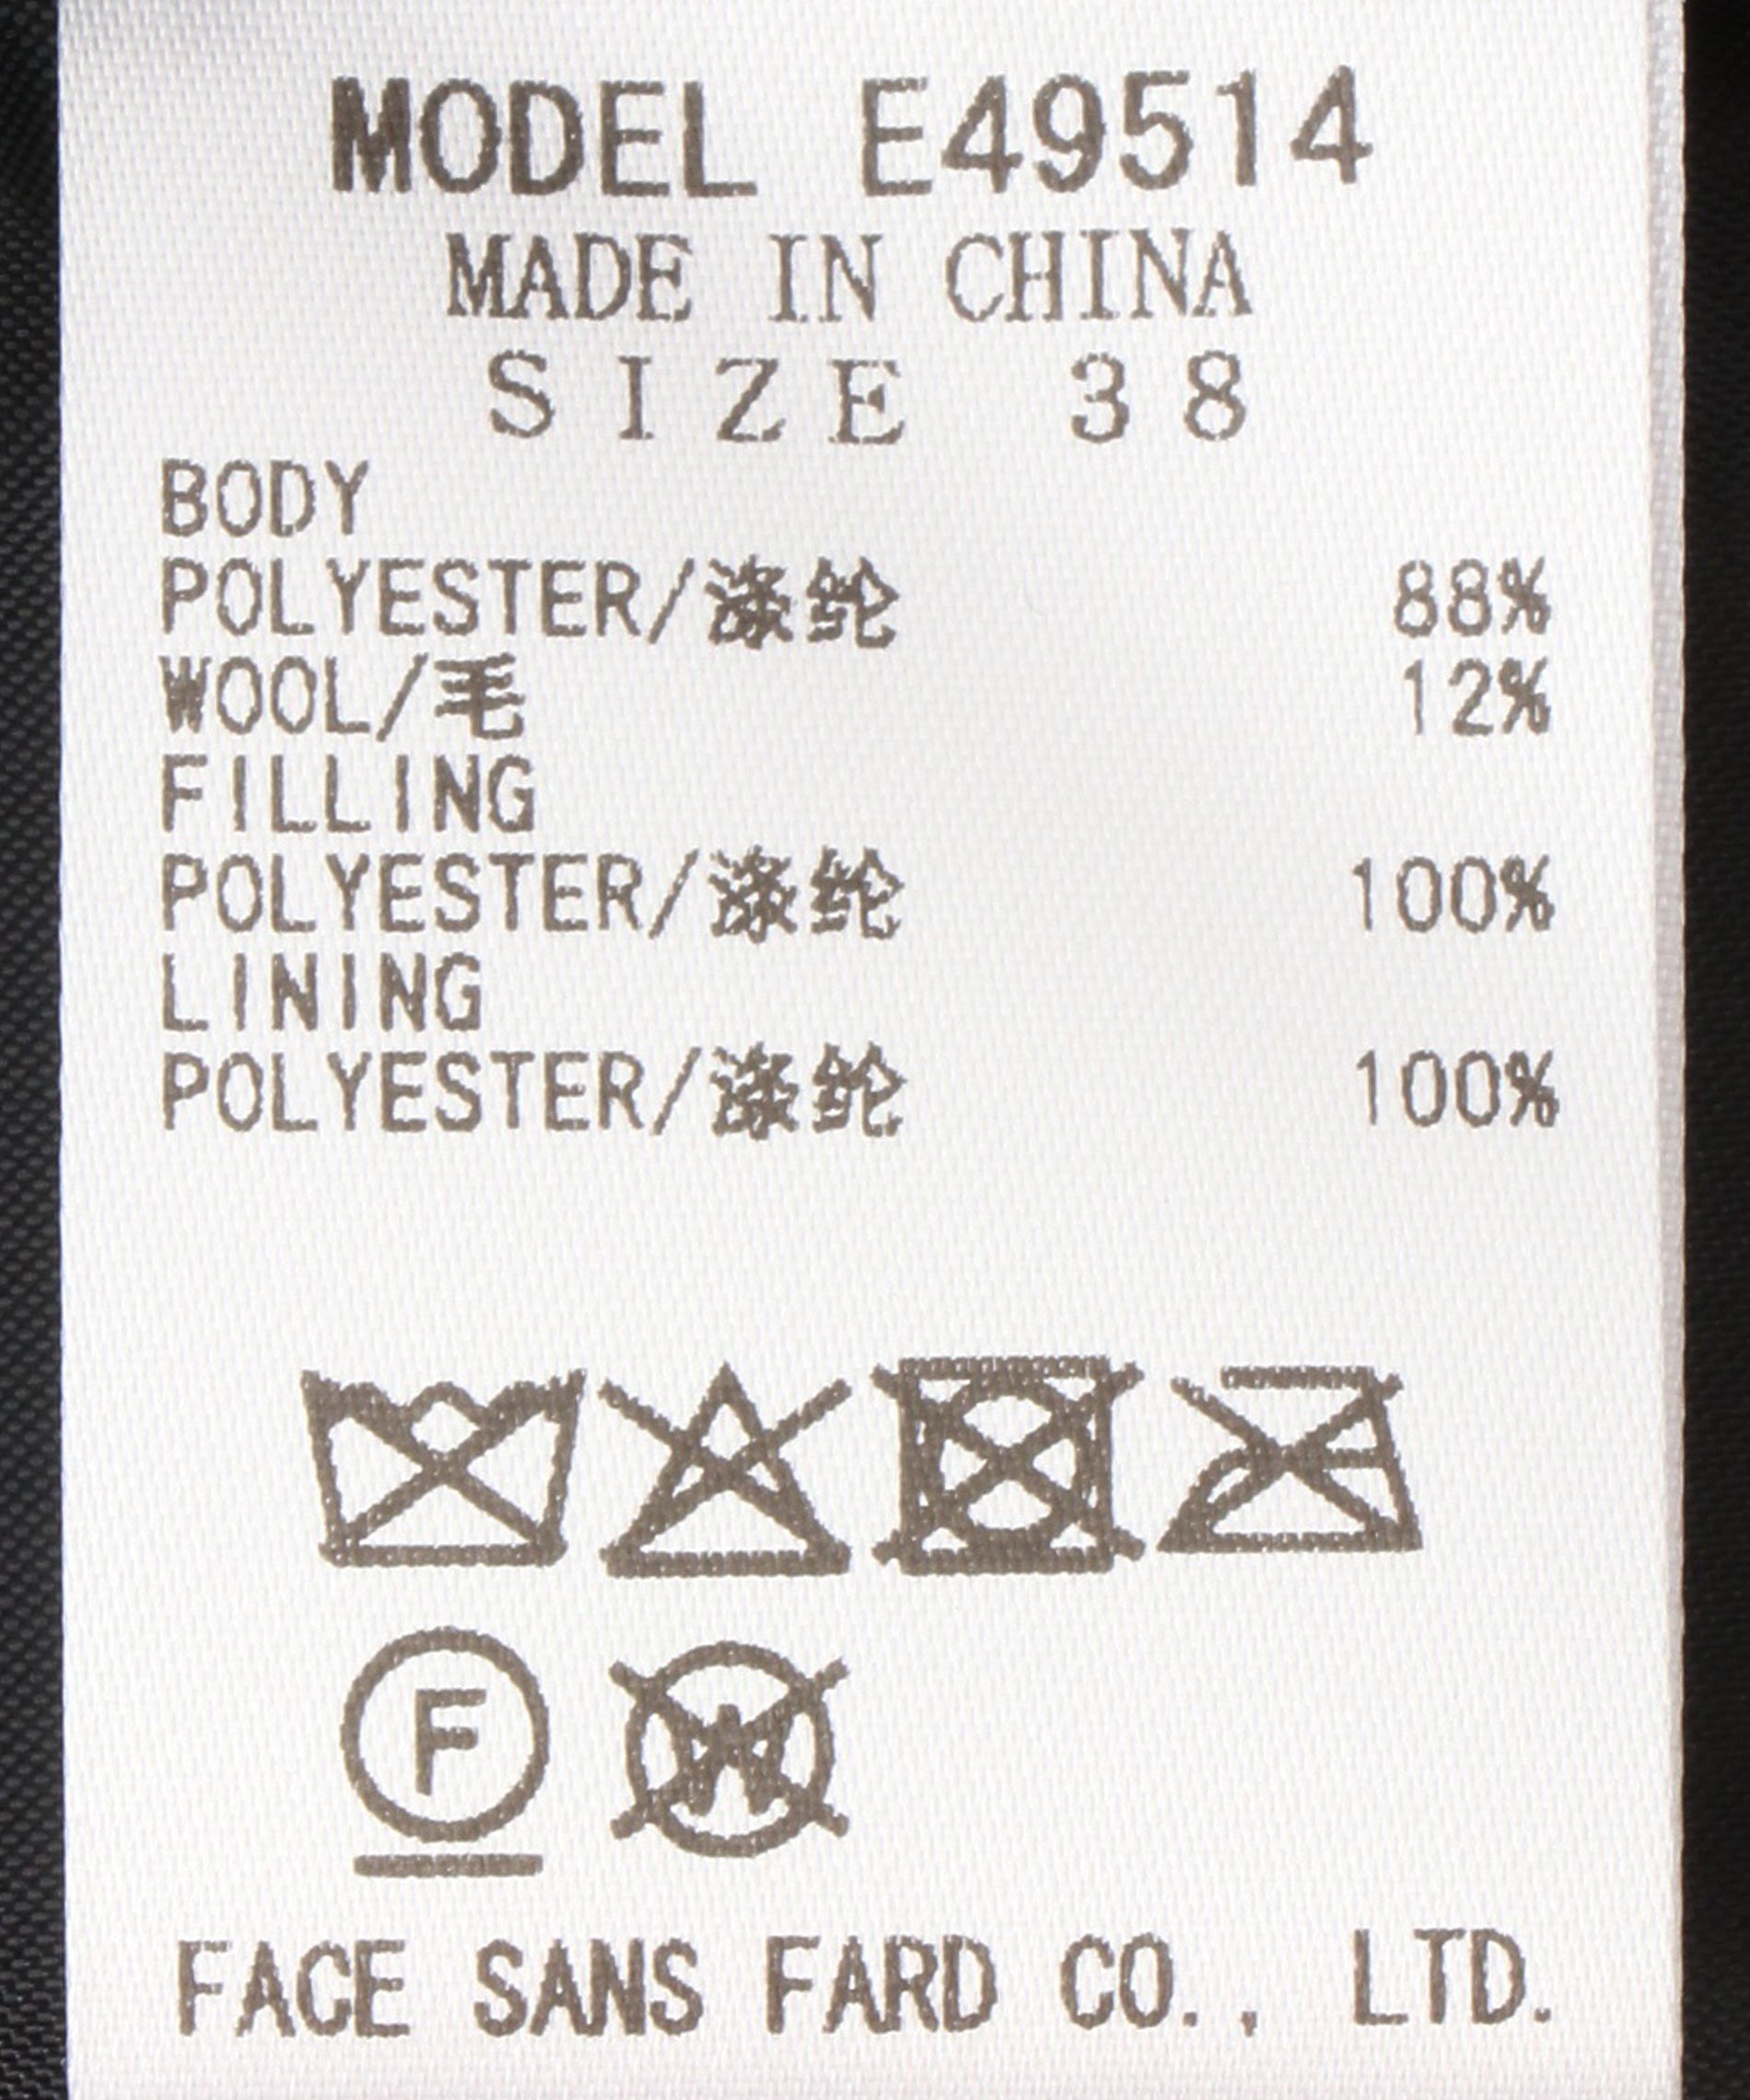 MODEL E49514
MADE IN CHINA
SIZE 38
BODY
POLYESTER/涤纶 88%
WOOL/毛 12%
FILLING
POLYESTER/涤纶 100%
LINING
POLYESTER/涤纶 100%
F W
FACE SANS FARD CO., LTD.